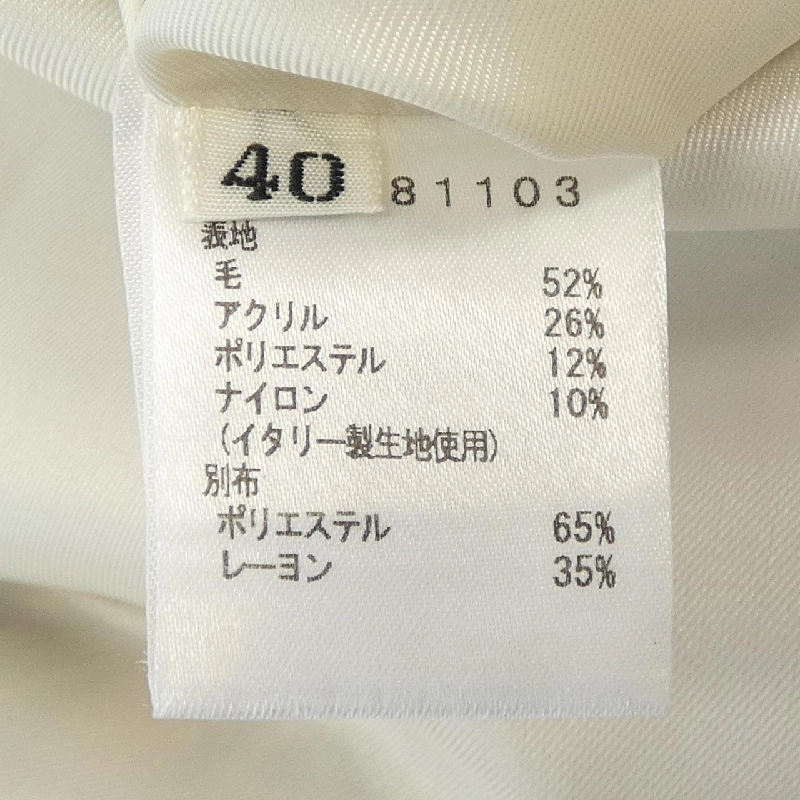 40 81103
表地
毛 52%
アクリル 26%
ポリエステル 12%
ナイロン 10%
(イタリー製生地使用)
別布
ポリエステル 65%
レーヨン 35%